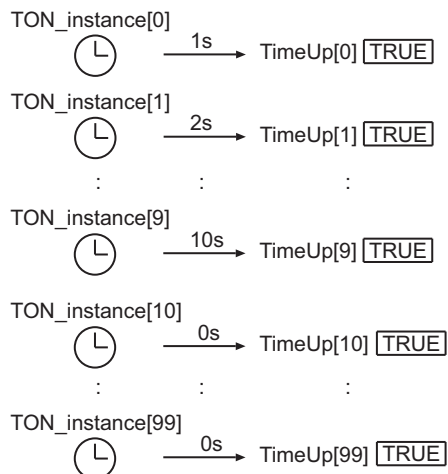 TON_instance[0]
1s TimeUp[0] TRUE
TON_instance[1]
2s TimeUp[1] TRUE
: : :
TON_instance[9]
10s TimeUp[9] TRUE
TON_instance[10]
0s TimeUp[10] TRUE
: : :
TON_instance[99]
0s TimeUp[99] TRUE